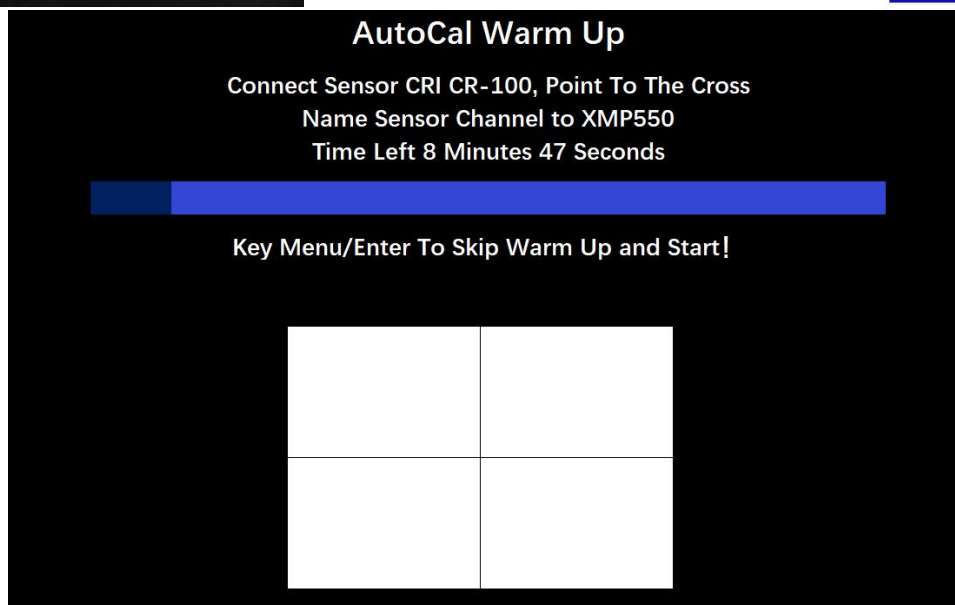 AutoCal Warm Up
Connect Sensor CRI CR-100, Point To The Cross
Name Sensor Channel to XMP550
Time Left 8 Minutes 47 Seconds
Key Menu/Enter To Skip Warm Up and Start!